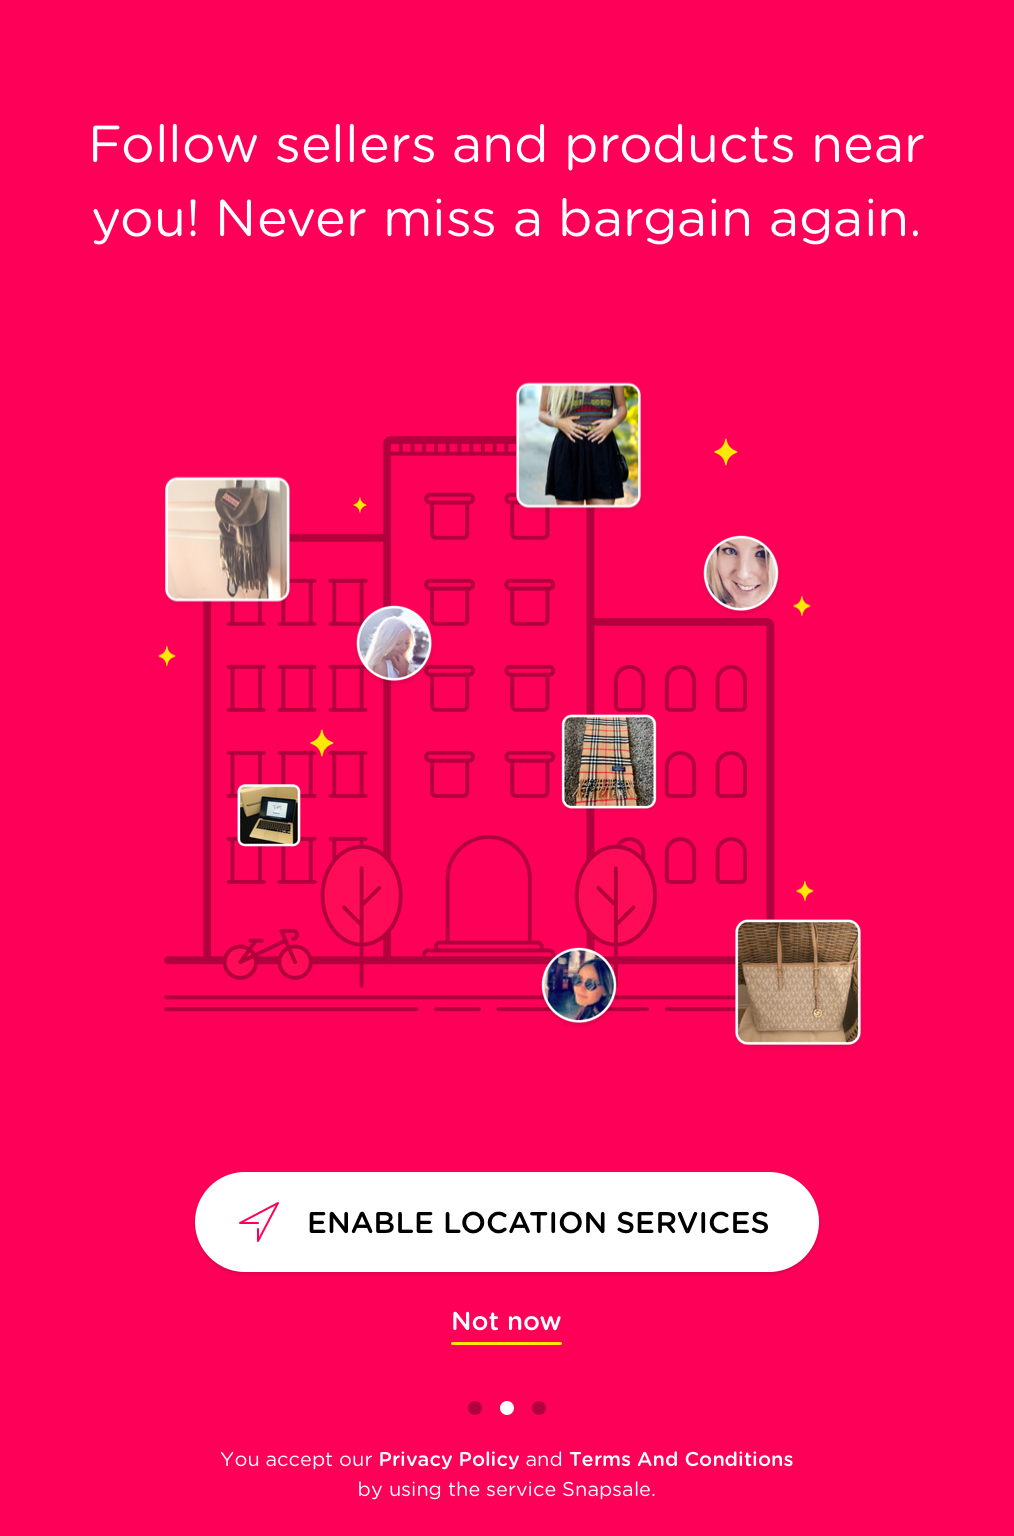 Follow sellers and products near
you! Never miss a bargain again.
ENABLE LOCATION SERVICES
Not now
You accept our Privacy Policy and Terms And Conditions
by using the service Snapsale.